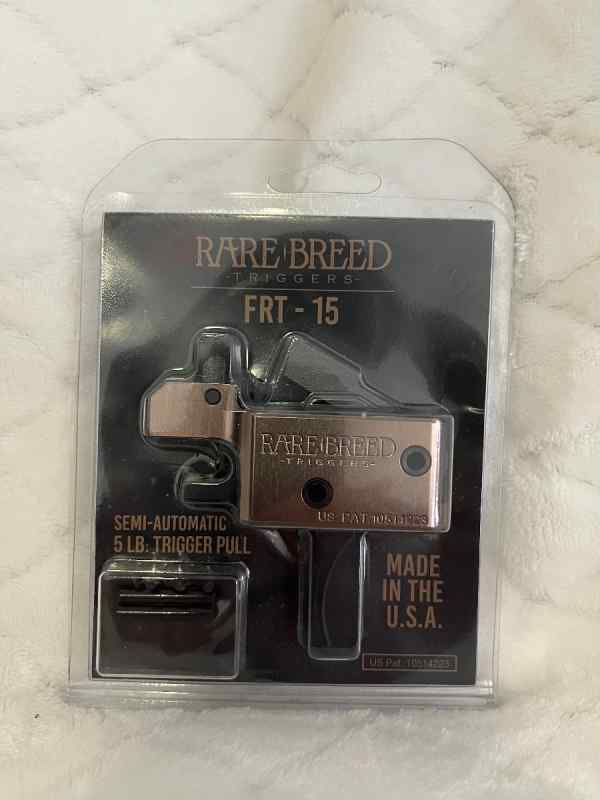 RARE BREED
-TRIGGERS-
FRT - 15
RARE BREED
-TRIGGERS-
US PAT 10514223
SEMI-AUTOMATIC
5 LB. TRIGGER PULL
MADE
IN THE
U.S.A.
US Pat. 10514223